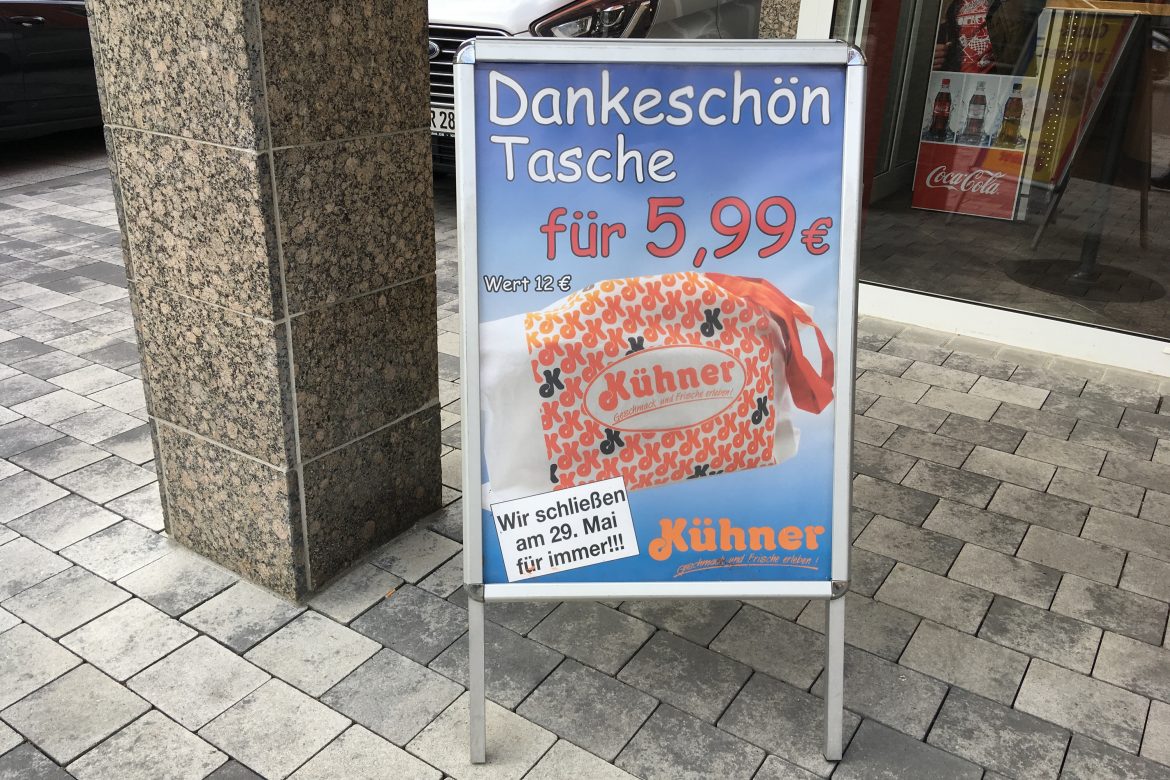 Dankeschön
Tasche
für 5,99 €
Wert 12 €
Kühner
Geschmack und Frische erleben!
Wir schließen
am 29. Mai
für immer!!!
Kühner
Geschmack und Frische erleben!
R 28
Coca-Cola